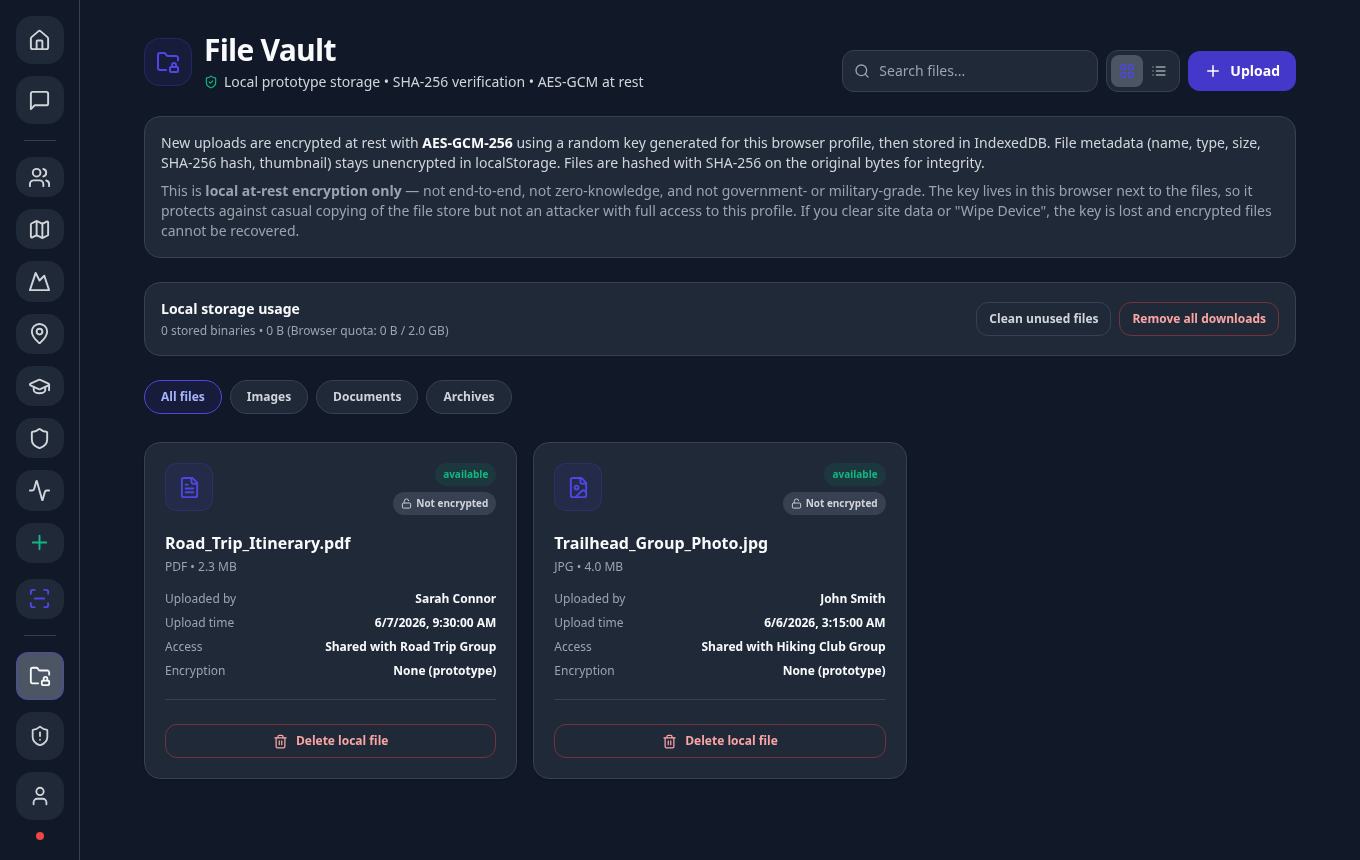 File Vault
Local prototype storage • SHA-256 verification • AES-GCM at rest
Search files...
Upload
New uploads are encrypted at rest with AES-GCM-256 using a random key generated for this browser profile, then stored in IndexedDB. File metadata (name, type, size,
SHA-256 hash, thumbnail) stays unencrypted in localStorage. Files are hashed with SHA-256 on the original bytes for integrity.
This is local at-rest encryption only — not end-to-end, not zero-knowledge, and not government- or military-grade. The key lives in this browser next to the files, so it
protects against casual copying of the file store but not an attacker with full access to this profile. If you clear site data or "Wipe Device", the key is lost and encrypted files
cannot be recovered.
Local storage usage
0 stored binaries • 0 B (Browser quota: 0 B / 2.0 GB)
Clean unused files
Remove all downloads
All files
Images
Documents
Archives
available
Not encrypted
Road_Trip_Itinerary.pdf
PDF • 2.3 MB
Uploaded by Sarah Connor
Upload time 6/7/2026, 9:30:00 AM
Access Shared with Road Trip Group
Encryption None (prototype)
Delete local file
available
Not encrypted
Trailhead_Group_Photo.jpg
JPG • 4.0 MB
Uploaded by John Smith
Upload time 6/6/2026, 3:15:00 AM
Access Shared with Hiking Club Group
Encryption None (prototype)
Delete local file